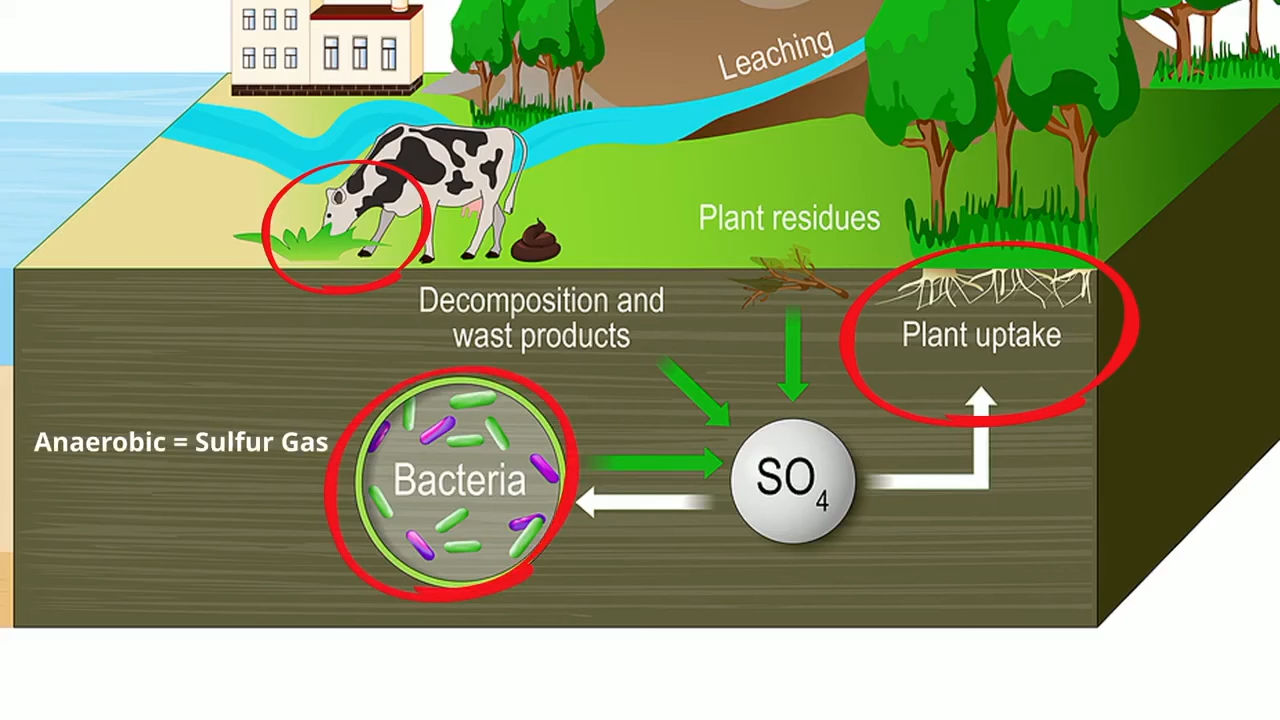 Leaching
Plant residues
Decomposition and
wast products
Plant uptake
Anaerobic = Sulfur Gas
Bacteria
SO₄